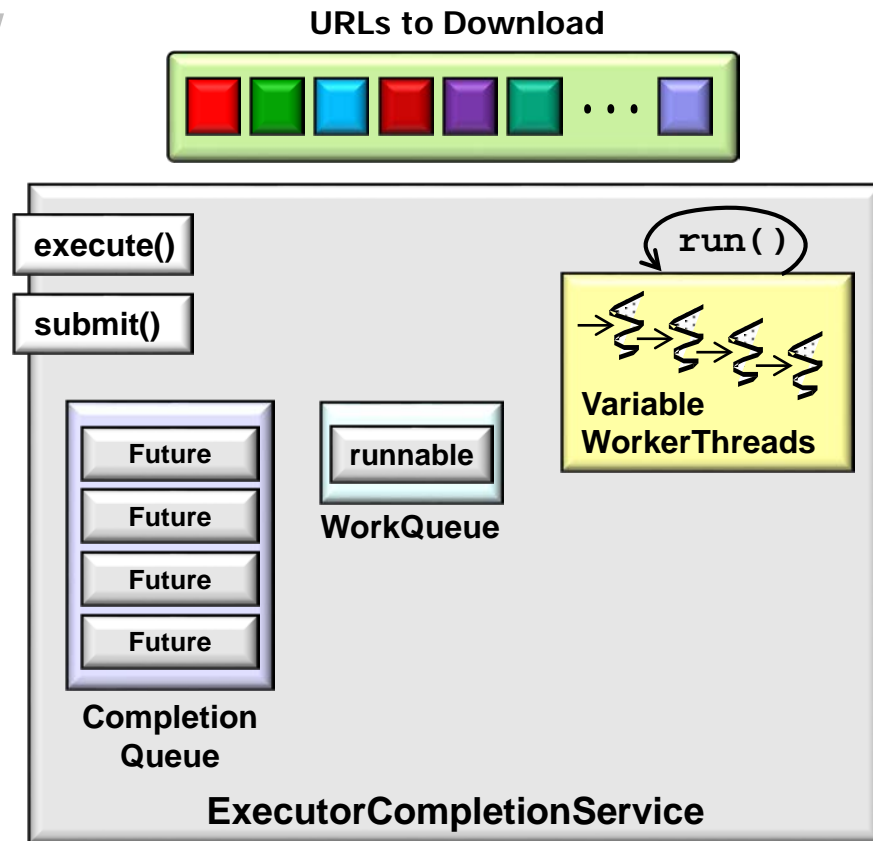 URLs to Download
...
execute()
submit()
run()
Variable
WorkerThreads
Future
Future
Future
Future
Completion
Queue
runnable
WorkQueue
ExecutorCompletionService